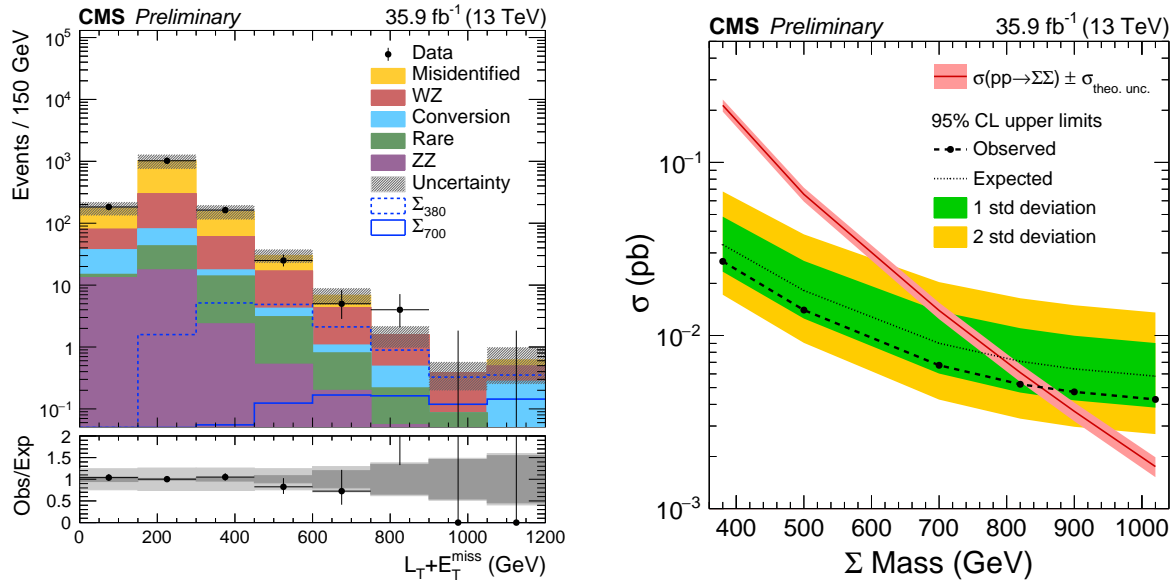 CMS Preliminary 35.9 fb⁻¹ (13 TeV)
Events / 150 GeV
10⁵
10⁴
10³
10²
10
1
10⁻¹
Data
Misidentified
WZ
Conversion
Rare
ZZ
Uncertainty
Σ₃₈₀
Σ₇₀₀
Obs/Exp
2
1.5
1
0.5
0
0 200 400 600 800 1000 1200
L_T+E_T^miss (GeV)
CMS Preliminary 35.9 fb⁻¹ (13 TeV)
σ (pb)
10⁻¹
10⁻²
10⁻³
σ(pp→ΣΣ) ± σ_theo. unc.
95% CL upper limits
Observed
Expected
1 std deviation
2 std deviation
400 500 600 700 800 900 1000
Σ Mass (GeV)